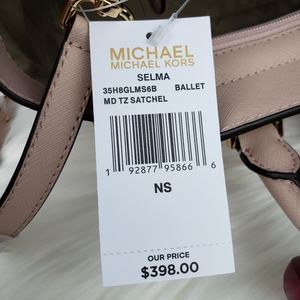 MICHAEL
MICHAEL KORS
SELMA
35H8GLMS6B BALLET
MD TZ SATCHEL
1 92877 95866 6
NS
OUR PRICE
$398.00